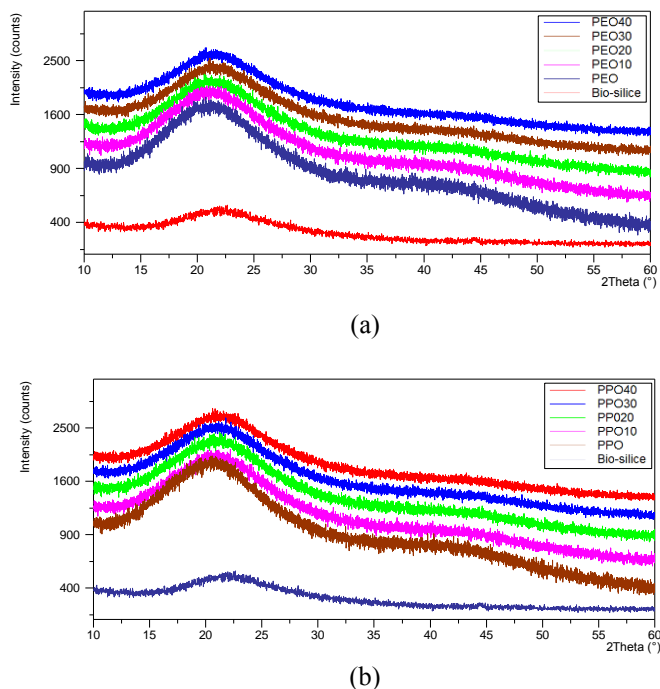 Intensity (counts)
PEO40
PEO30
PEO20
PEO10
PEO
Bio-silice
2500
1600
900
400
10 15 20 25 30 35 40 45 50 55 60
2Theta (°)
(a)
Intensity (counts)
PPO40
PPO30
PP020
PPO10
PPO
Bio-silice
2500
1600
900
400
10 15 20 25 30 35 40 45 50 55 60
2Theta (°)
(b)